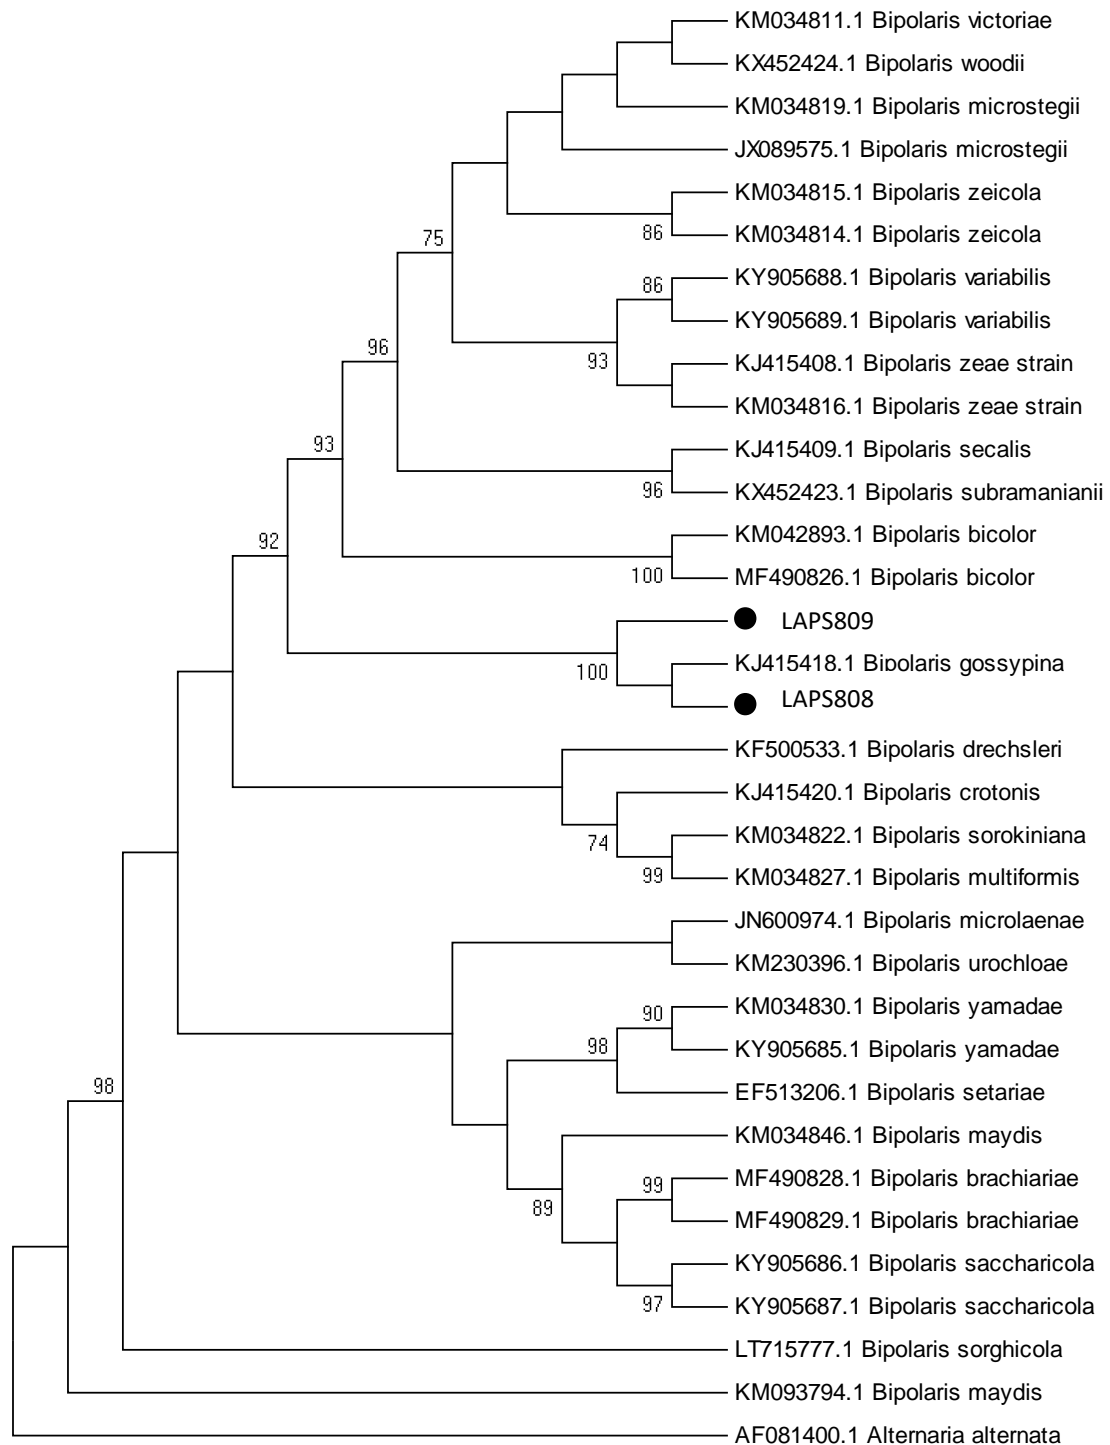 KM034811.1 Bipolaris victoriae
KX452424.1 Bipolaris woodii
KM034819.1 Bipolaris microstegii
JX089575.1 Bipolaris microstegii
KM034815.1 Bipolaris zeicola
86
KM034814.1 Bipolaris zeicola
75
86
KY905688.1 Bipolaris variabilis
KY905689.1 Bipolaris variabilis
96
93
KJ415408.1 Bipolaris zeae strain
KM034816.1 Bipolaris zeae strain
93
KJ415409.1 Bipolaris secalis
96
KX452423.1 Bipolaris subramanianii
92
KM042893.1 Bipolaris bicolor
100
MF490826.1 Bipolaris bicolor
LAPS809
100
KJ415418.1 Bipolaris gossypina
LAPS808
KF500533.1 Bipolaris drechsleri
KJ415420.1 Bipolaris crotonis
74
KM034822.1 Bipolaris sorokiniana
99
KM034827.1 Bipolaris multiformis
JN600974.1 Bipolaris microlaenae
KM230396.1 Bipolaris urochloae
90
KM034830.1 Bipolaris yamadae
98
KY905685.1 Bipolaris yamadae
98
EF513206.1 Bipolaris setariae
KM034846.1 Bipolaris maydis
99
MF490828.1 Bipolaris brachiariae
89
MF490829.1 Bipolaris brachiariae
KY905686.1 Bipolaris saccharicola
97
KY905687.1 Bipolaris saccharicola
LT715777.1 Bipolaris sorghicola
KM093794.1 Bipolaris maydis
AF081400.1 Alternaria alternata